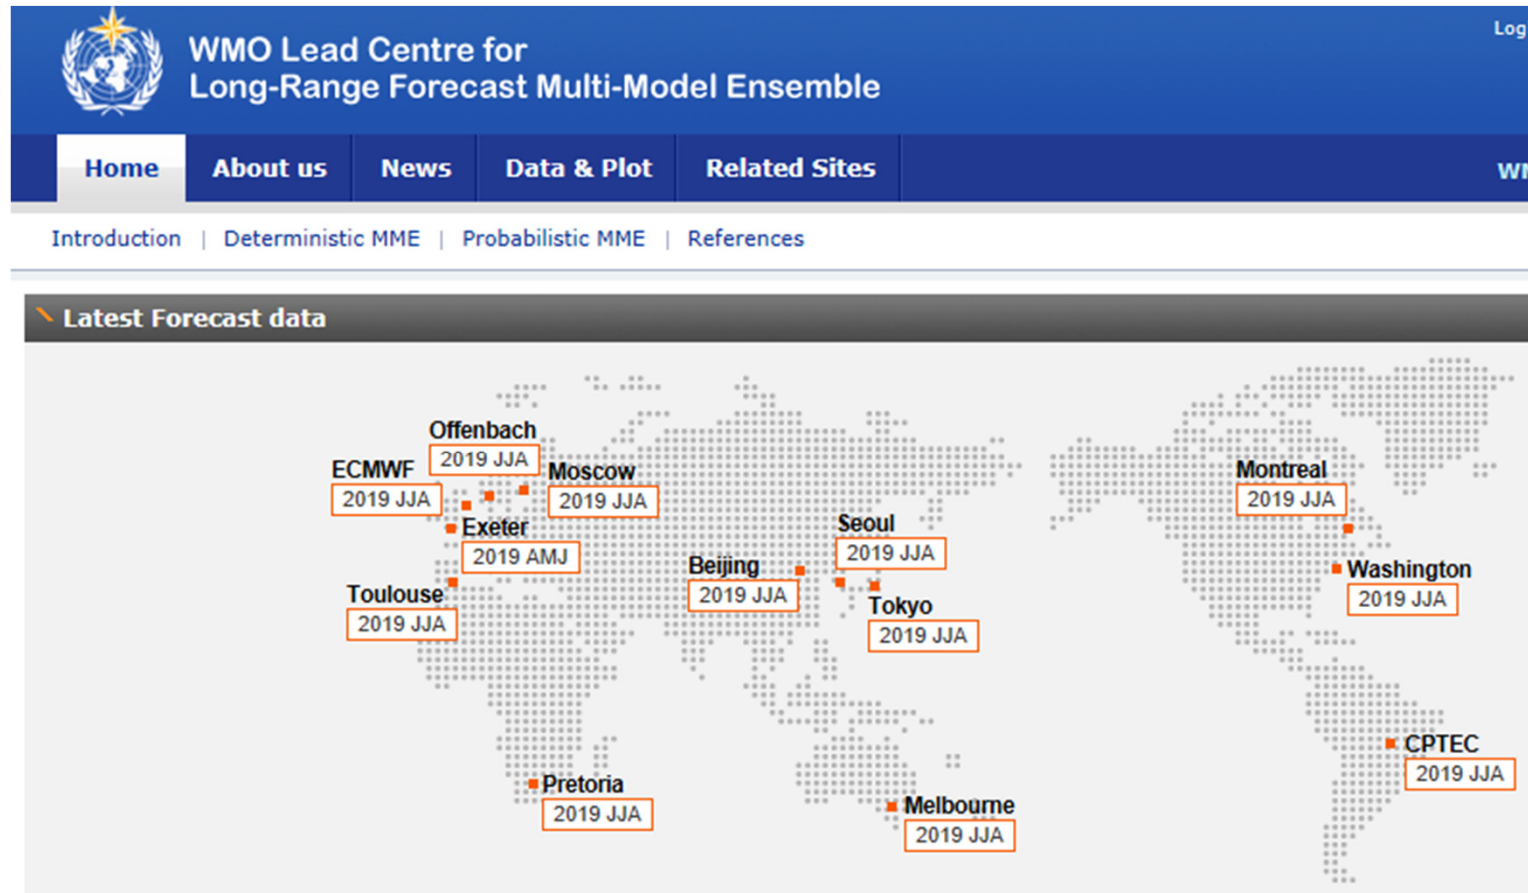 Log
WMO Lead Centre for
Long-Range Forecast Multi-Model Ensemble
Home About us News Data & Plot Related Sites WM
Introduction | Deterministic MME | Probabilistic MME | References
Latest Forecast data
Offenbach
2019 JJA
ECMWF
2019 JJA
Moscow
2019 JJA
Exeter
2019 AMJ
Toulouse
2019 JJA
Beijing
2019 JJA
Seoul
2019 JJA
Tokyo
2019 JJA
Montreal
2019 JJA
Washington
2019 JJA
CPTEC
2019 JJA
Pretoria
2019 JJA
Melbourne
2019 JJA